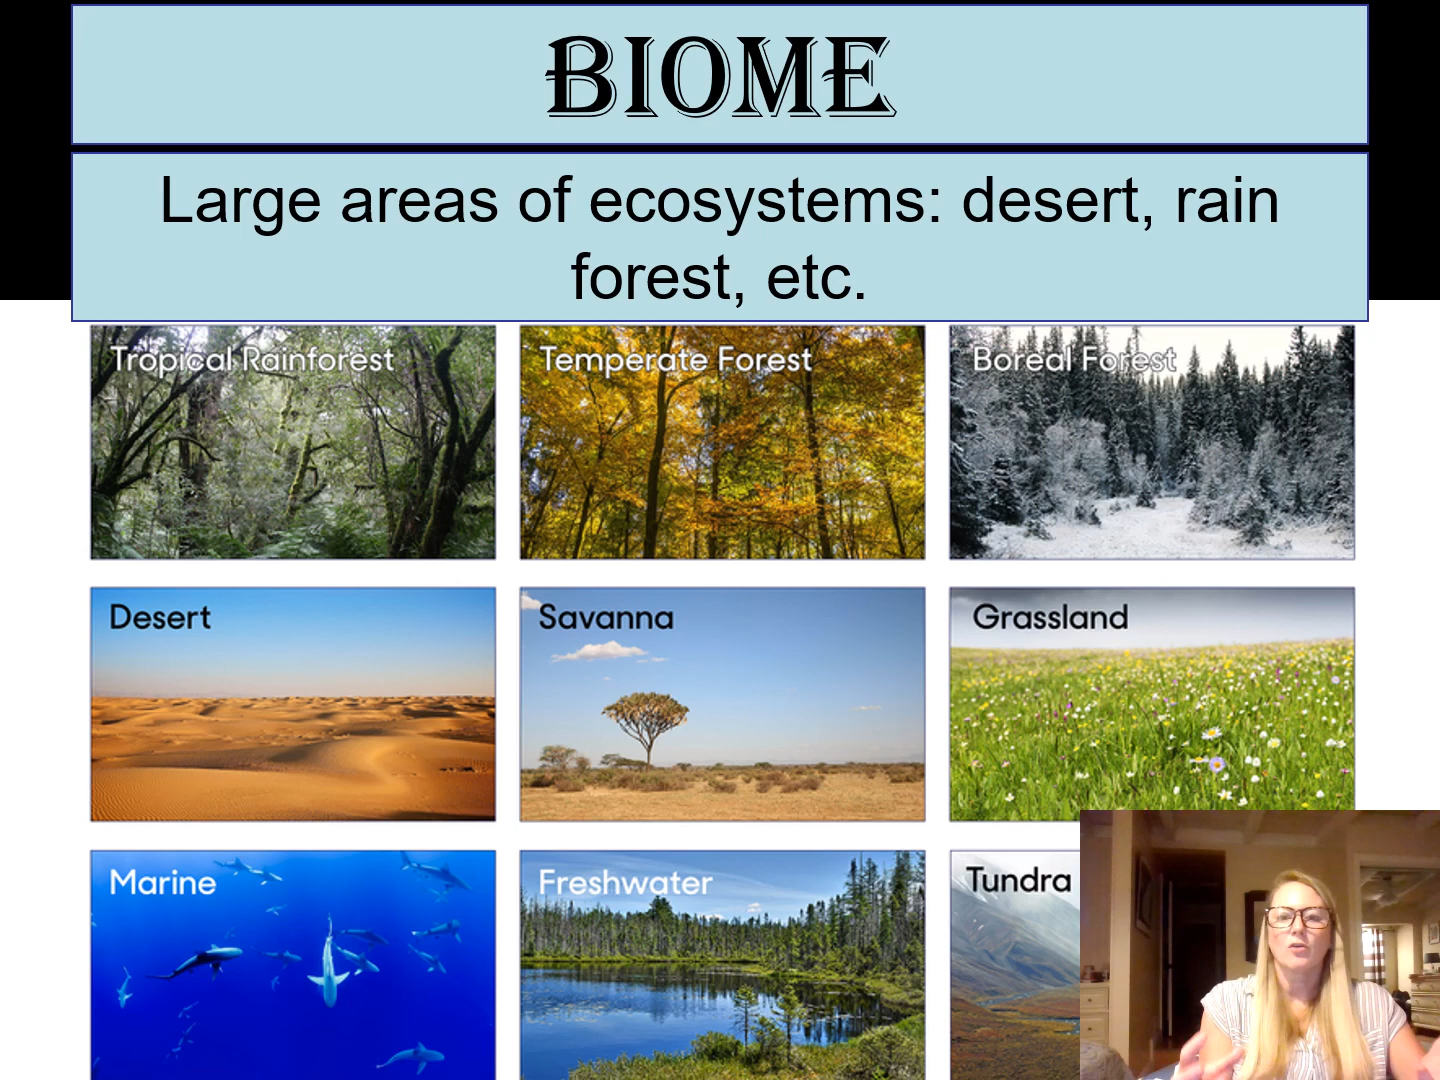 BIOME
Large areas of ecosystems: desert, rain
forest, etc.
Tropical Rainforest
Temperate Forest
Boreal Forest
Desert
Savanna
Grassland
Marine
Freshwater
Tundra